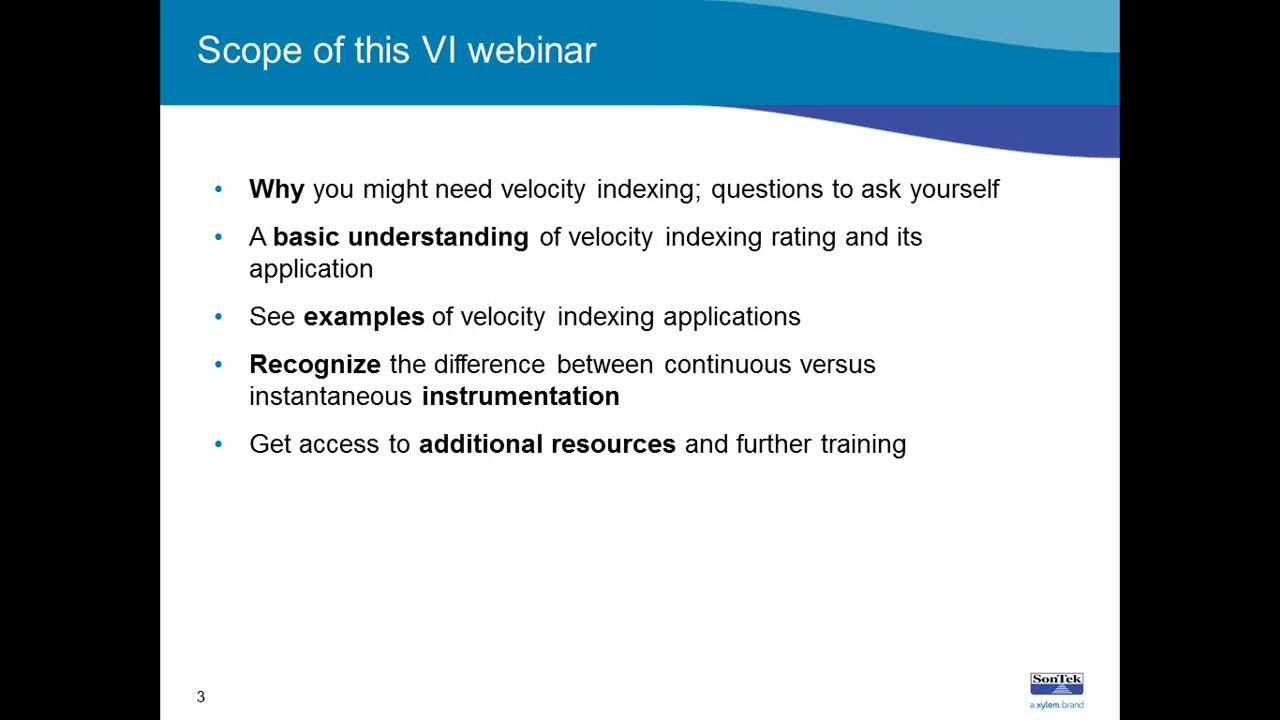 Scope of this VI webinar
• Why you might need velocity indexing; questions to ask yourself
• A basic understanding of velocity indexing rating and its
application
• See examples of velocity indexing applications
• Recognize the difference between continuous versus
instantaneous instrumentation
• Get access to additional resources and further training
3
SonTek
a xylem brand